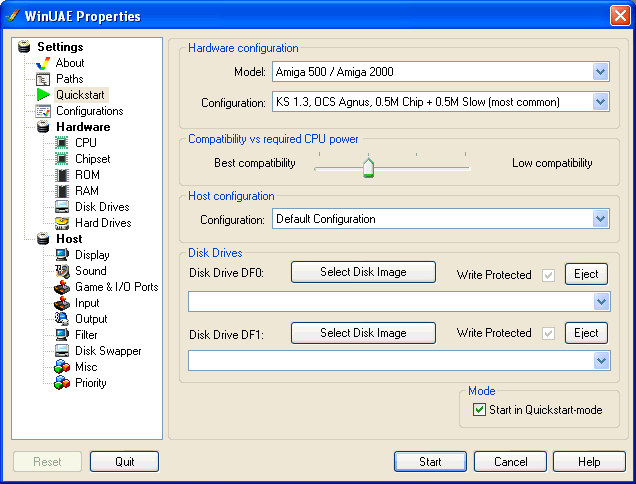 WinUAE Properties
Settings
About
Paths
Quickstart
Configurations
Hardware
CPU
Chipset
ROM
RAM
Disk Drives
Hard Drives
Host
Display
Sound
Game & I/O Ports
Input
Output
Filter
Disk Swapper
Misc
Priority
Hardware configuration
Model: Amiga 500 / Amiga 2000
Configuration: KS 1.3, OCS Agnus, 0.5M Chip + 0.5M Slow (most common)
Compatibility vs required CPU power
Best compatibility Low compatibility
Host configuration
Configuration: Default Configuration
Disk Drives
Disk Drive DF0: Select Disk Image Write Protected Eject
Disk Drive DF1: Select Disk Image Write Protected Eject
Mode
Start in Quickstart-mode
Reset Quit Start Cancel Help